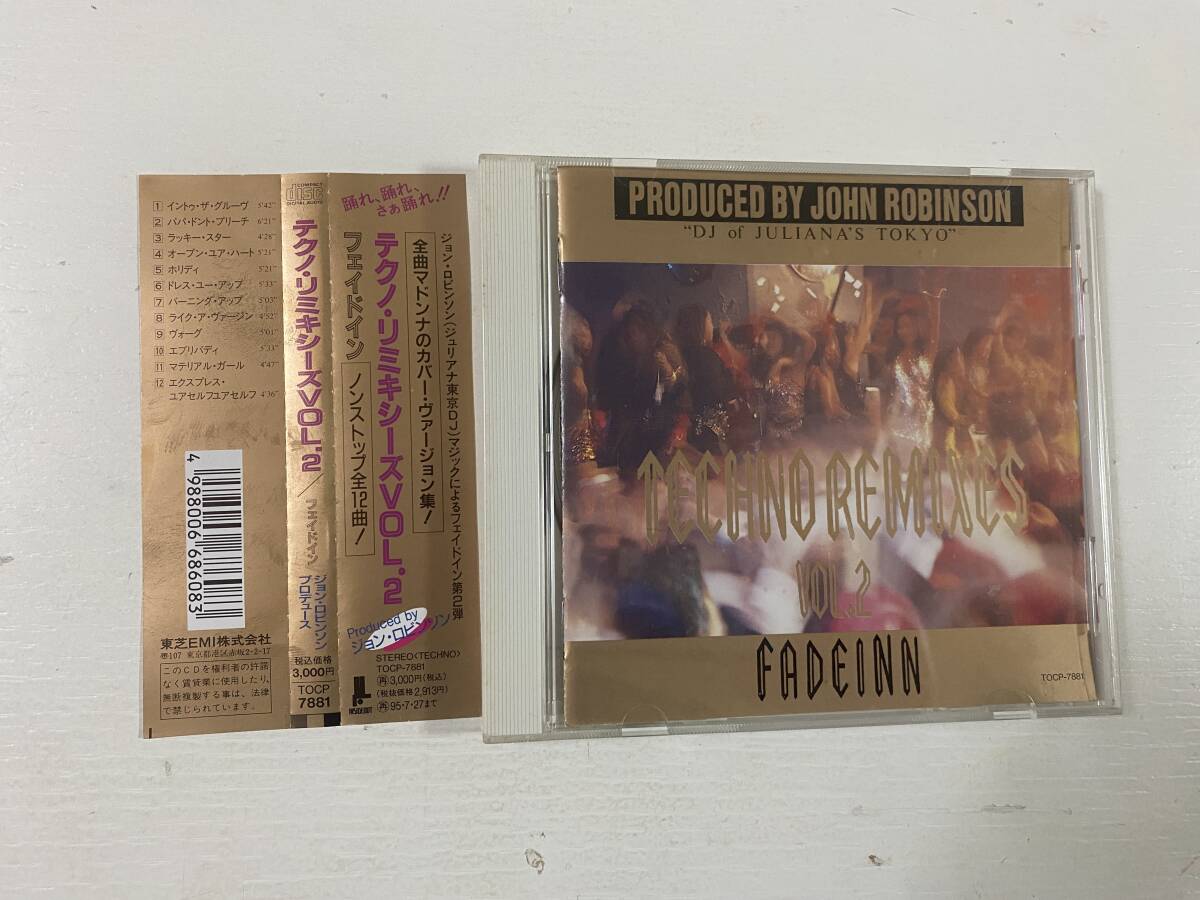 1 イントゥ・ザ・グルーヴ 5'42"
2 パパ・ドント・プリーチ 6'21"
3 ラッキー・スター 4'28"
4 オープン・ユア・ハート 5'21"
5 ホリディ 5'21"
6 ドレス・ユー・アップ 5'33"
7 バーニング・アップ 5'03"
8 ライク・ア・ヴァージン 4'52"
9 ヴォーグ 5'01"
10 エブリバディ 5'33"
11 マテリアル・ガール 4'47"
12 エクスプレス・
ユアセルフユアセルフ 4'36"
4 988006 686083
東芝EMI株式会社
〒107 東京都港区赤坂2-2-17
このCDを権利者の許諾
なく賃貸業に使用したり、
無断複製する事は、法律
で禁じられています。
COMPACT
disc
DIGITAL AUDIO
テクノ・リミキシーズVOL.2/フェイドイン
ジョン・ロビンソン
プロデュース
税込価格
3,000円
TOCP
7881
踊れ、踊れ、
さぁ踊れ!!
ジョン・ロビンソン(ジュリアナ東京DJ)マジックによるフェイドイン第2弾
全曲マドンナのカバー・ヴァージョン集!
テクノ・リミキシーズVOL.2
フェイドイン
ノンストップ全12曲!
Produced by
ジョン・ロビンソン
STEREO<TECHNO>
TOCP-7881
再3,000円(税込)
(税抜価格2,913円)
再95・7・27まで
INSIDEOUT
PRODUCED BY JOHN ROBINSON
"DJ of JULIANA'S TOKYO"
TECHNO REMIXES
VOL.2
FADEINN
TOCP-7881